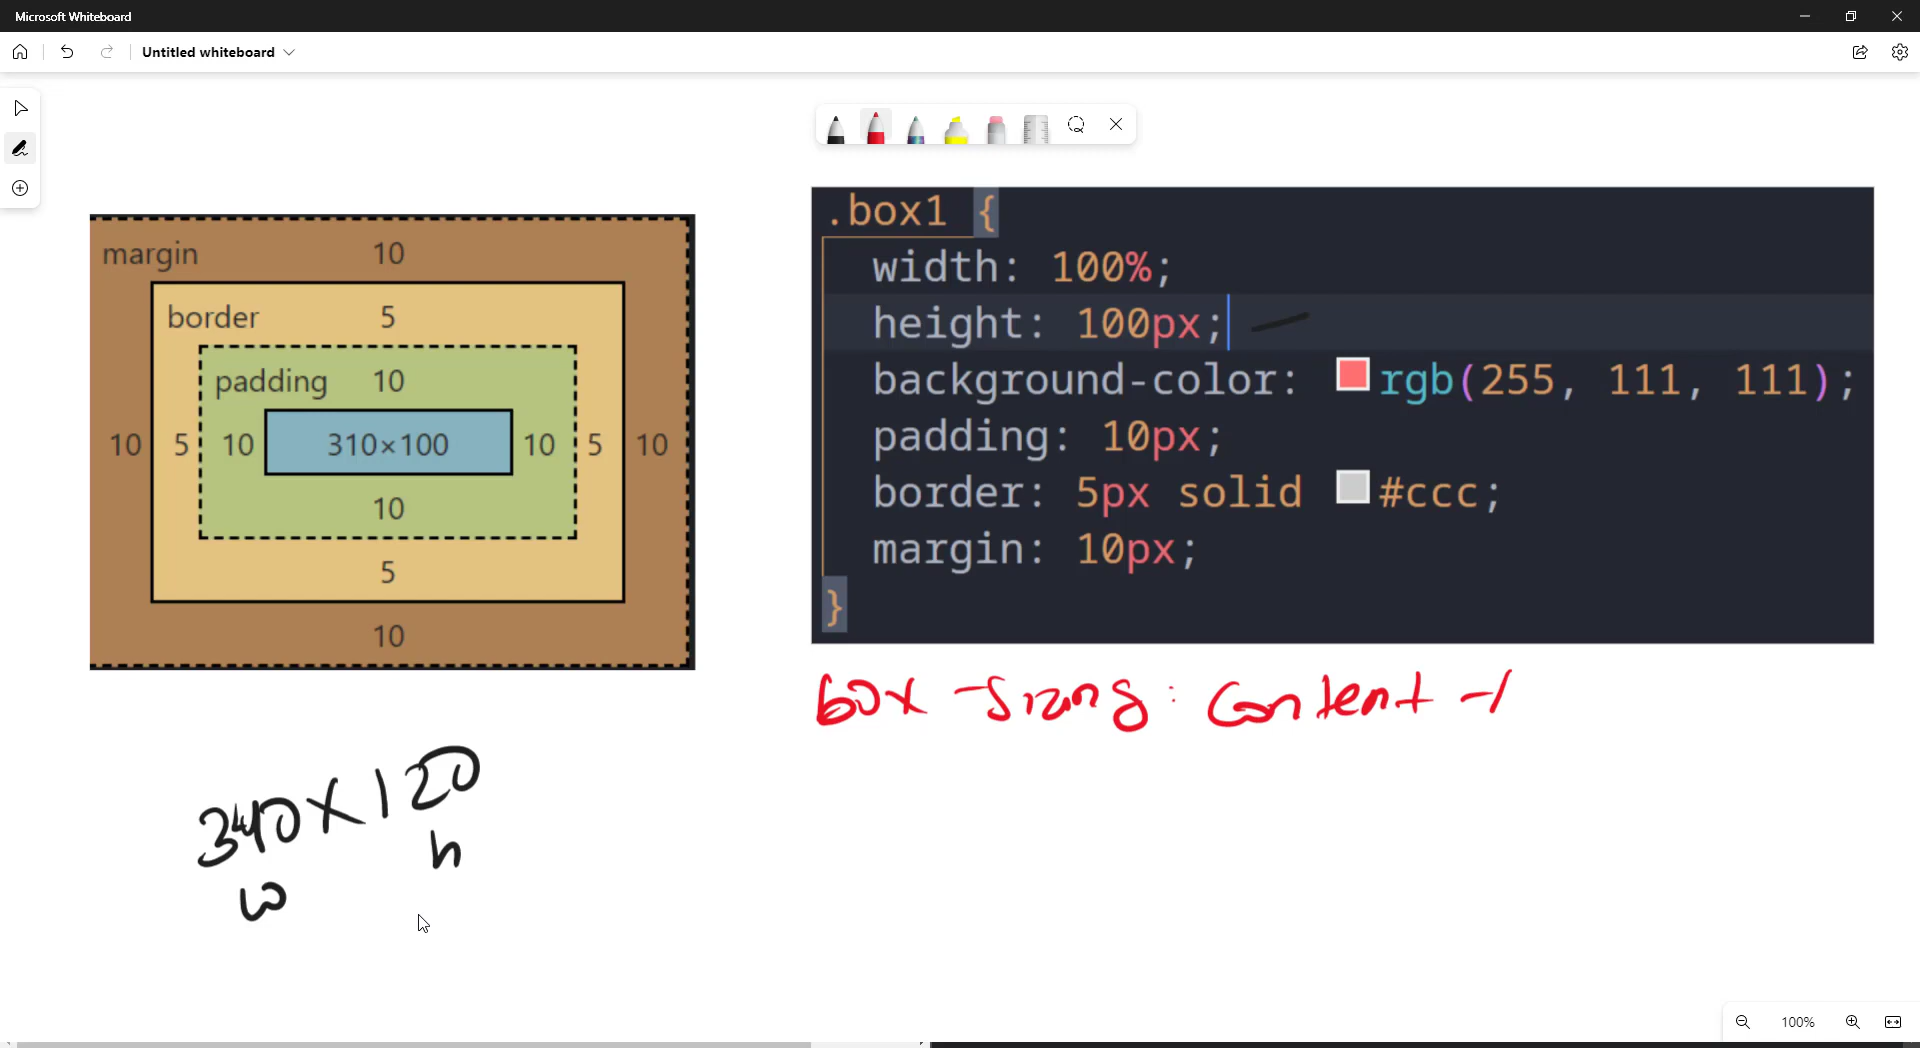 Microsoft Whiteboard
Untitled whiteboard
margin 10
border 5
padding 10
10 5 10 310×100 10 5 10
10
5
10
.box1 {
width: 100%;
height: 100px;
background-color: rgb(255, 111, 111);
padding: 10px;
border: 5px solid #ccc;
margin: 10px;
}
box-sizing: content -
340x120
w h
100%